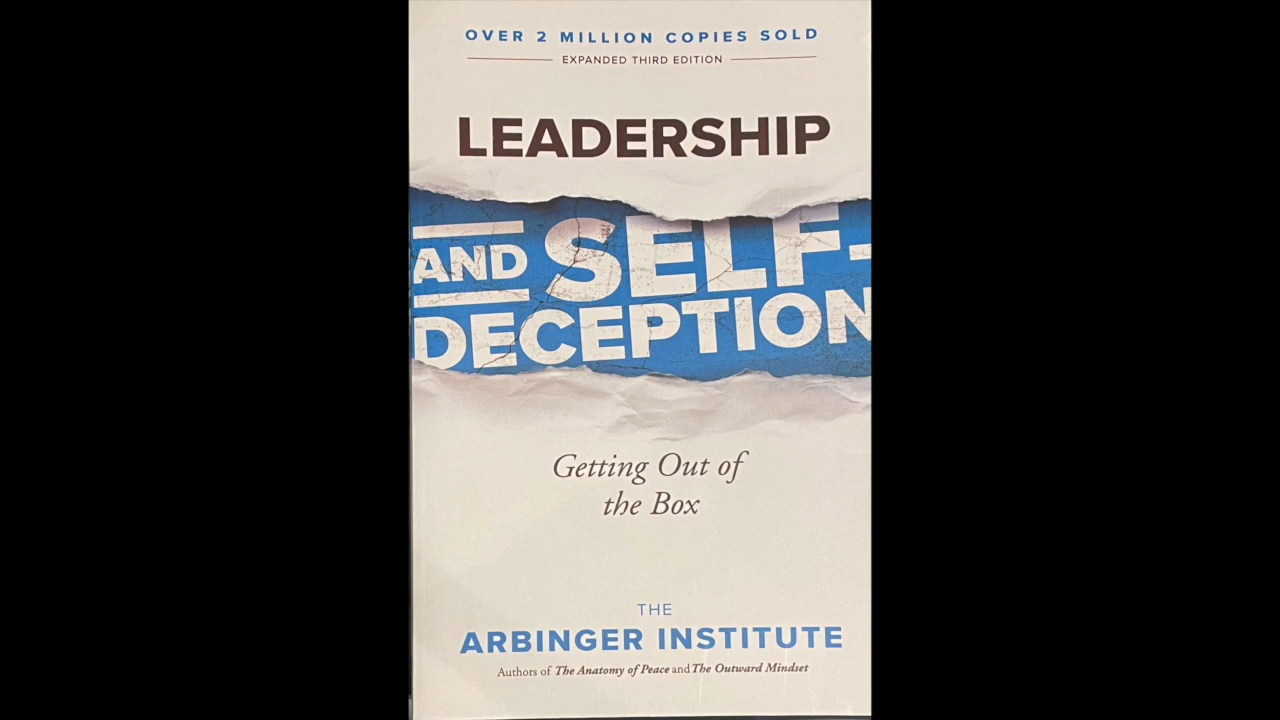 OVER 2 MILLION COPIES SOLD
EXPANDED THIRD EDITION
LEADERSHIP
AND SELF-
DECEPTION
Getting Out of
the Box
THE
ARBINGER INSTITUTE
Authors of The Anatomy of Peace and The Outward Mindset